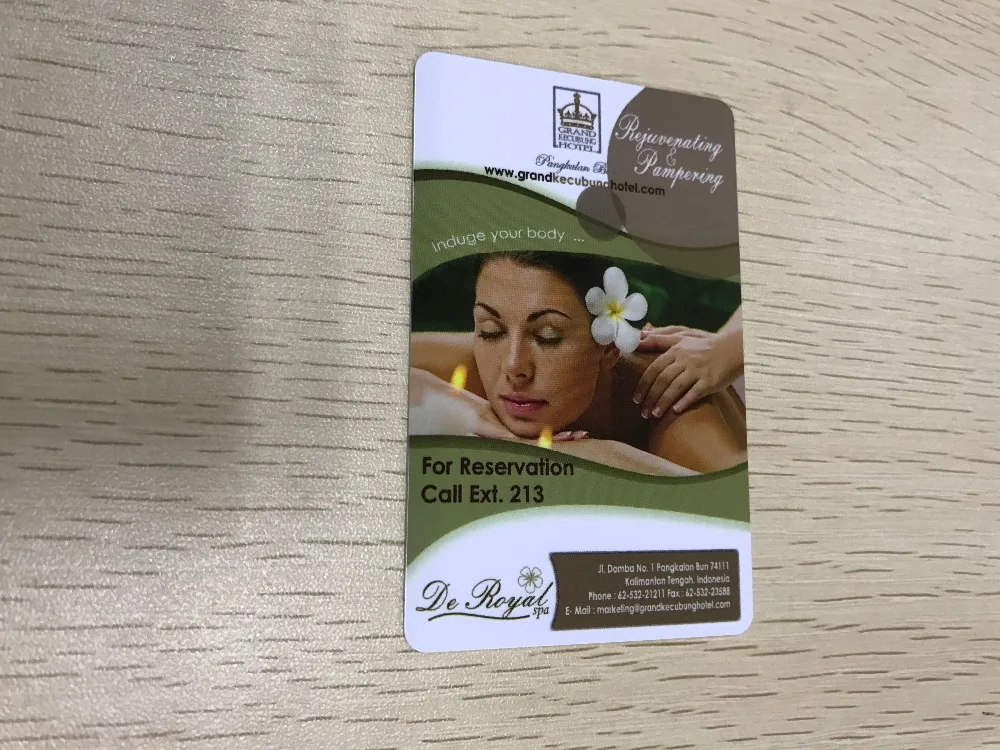 GRAND
KECUBUNG
HOTEL
Pangkalan
www.grandkecubunghotel.com
Rejuvenating
&
Pampering
Induge your body ...
For Reservation
Call Ext. 213
De Royal
spa
Jl. Domba No. 1 Pangkalan Bun 74111
Kalimantan Tengah, Indonesia
Phone : 62-532-21211 Fax : 62-532-23588
E- Mail : marketing@grandkecubunghotel.com